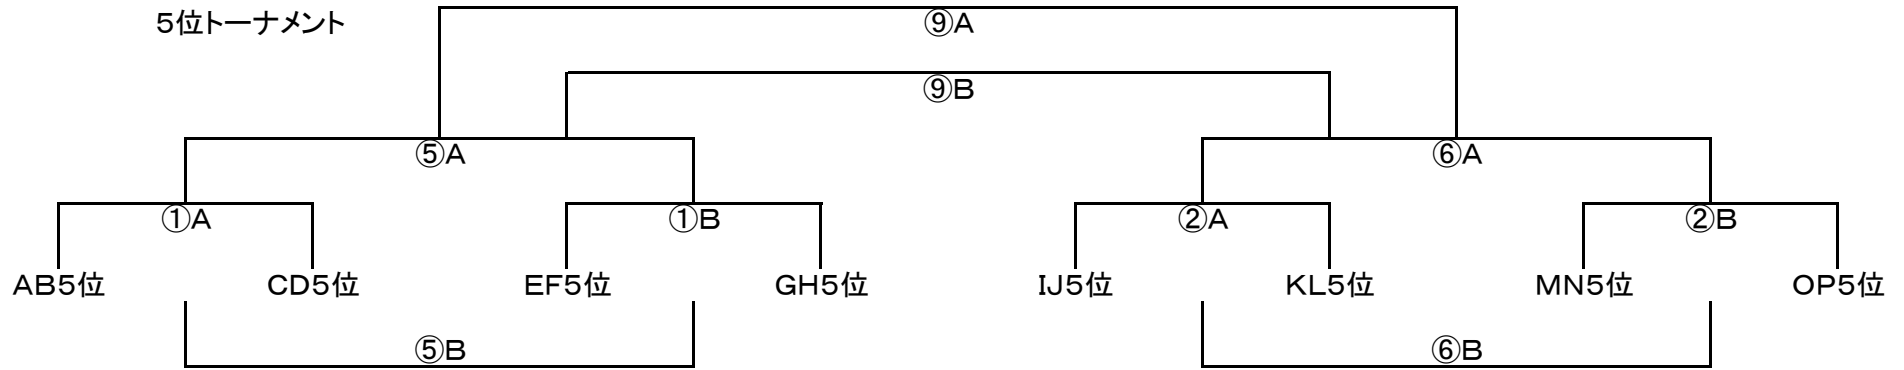 ５位トーナメント
⑨A
⑨B
⑤A
⑥A
①A
①B
②A
②B
AB５位
CD５位
EF５位
GH５位
IJ５位
KL５位
MN５位
OP５位
⑤B
⑥B